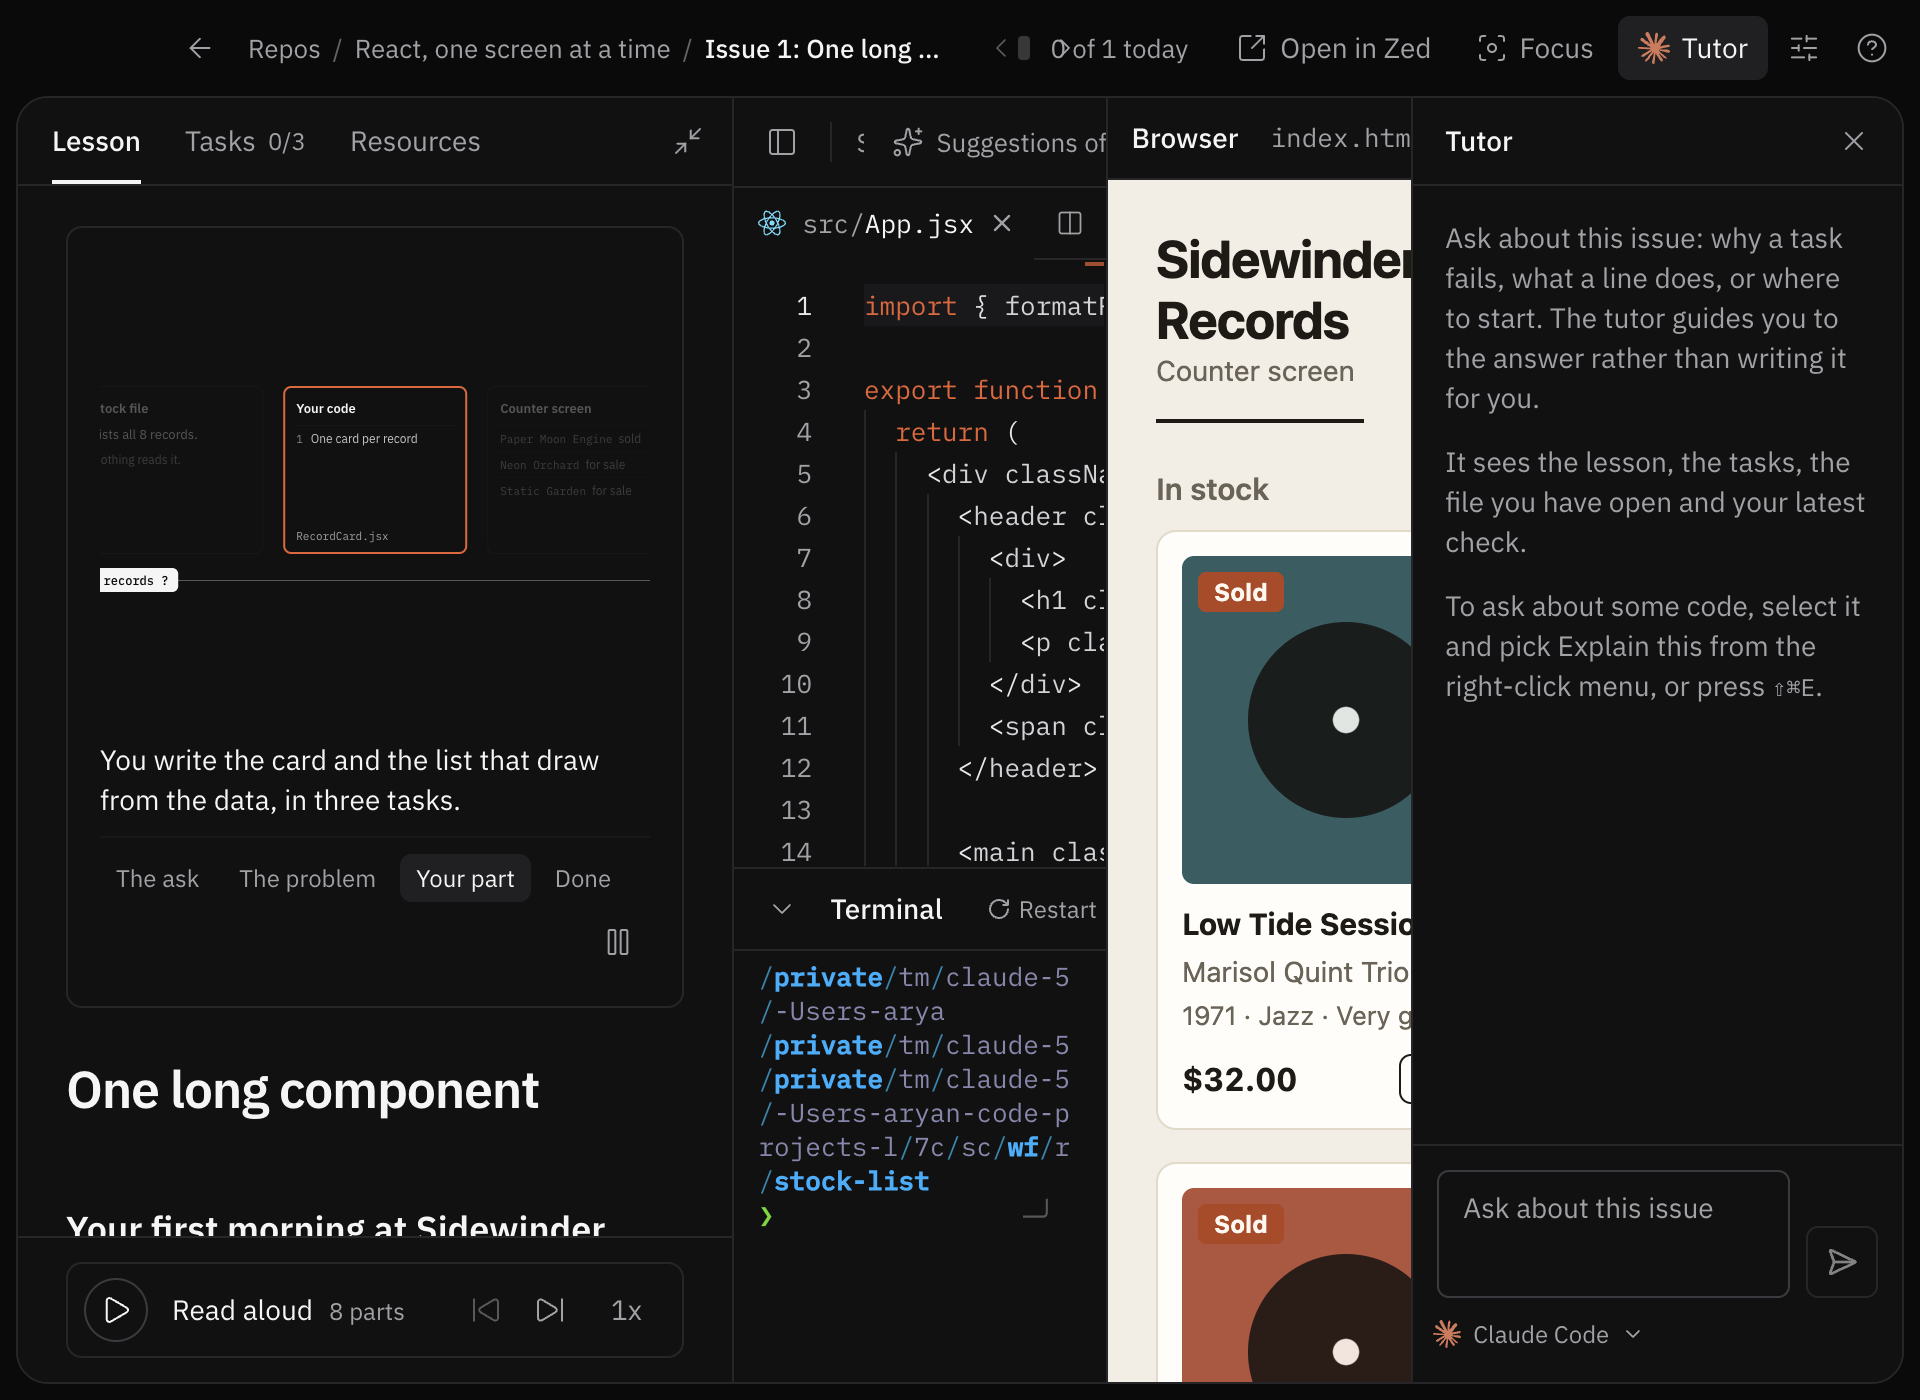 Repos / React, one screen at a time / Issue 1: One long ...
0 of 1 today
Open in Zed
Focus
Tutor
Lesson
Tasks 0/3
Resources
tock file
ists all 8 records.
othing reads it.
Your code
1 One card per record
RecordCard.jsx
Counter screen
Paper Moon Engine sold
Neon Orchard for sale
Static Garden for sale
records ?
You write the card and the list that draw
from the data, in three tasks.
The ask
The problem
Your part
Done
One long component
Your first morning at Sidewinder
Read aloud 8 parts
1x
Suggestions of
src/App.jsx
1 import { format
2
3 export function
4 return (
5 <div classNa
6 <header cl
7 <div>
8 <h1 cl
9 <p cla
10 </div>
11 <span cl
12 </header>
13
14 <main clas
Terminal
Restart
/private/tm/claude-5
/-Users-arya
/private/tm/claude-5
/private/tm/claude-5
/-Users-aryan-code-p
rojects-l/7c/sc/wf/r
/stock-list
❯
Browser
index.htm
Sidewinder
Records
Counter screen
In stock
Sold
Low Tide Sessio
Marisol Quint Trio
1971 · Jazz · Very g
$32.00
Sold
Tutor
Ask about this issue: why a task
fails, what a line does, or where
to start. The tutor guides you to
the answer rather than writing it
for you.
It sees the lesson, the tasks, the
file you have open and your latest
check.
To ask about some code, select it
and pick Explain this from the
right-click menu, or press ⇧⌘E.
Ask about this issue
Claude Code